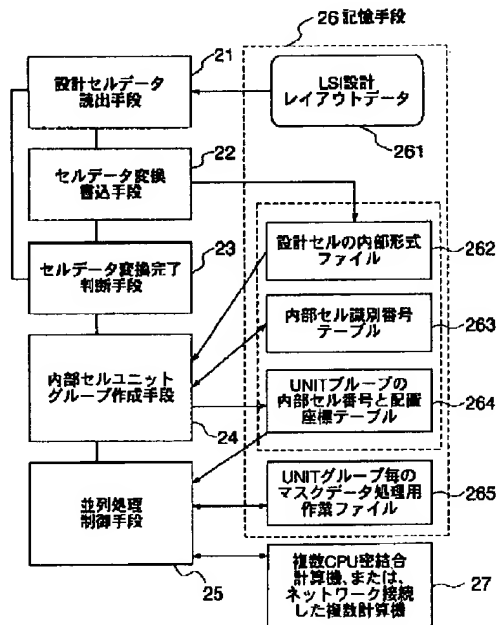 26 記憶手段
21
設計セルデータ
読出手段
LSI設計
レイアウトデータ
261
22
セルデータ変換
書込手段
23
セルデータ変換完了
判断手段
設計セルの内部形式
ファイル
262
内部セル識別番号
テーブル
263
内部セルユニット
グループ作成手段
24
UNITグループの
内部セル番号と配置
座標テーブル
264
並列処理
制御手段
25
UNITグループ毎の
マスクデータ処理用
作業ファイル
265
複数CPU密結合
計算機、または、
ネットワーク接続
した複数計算機
27